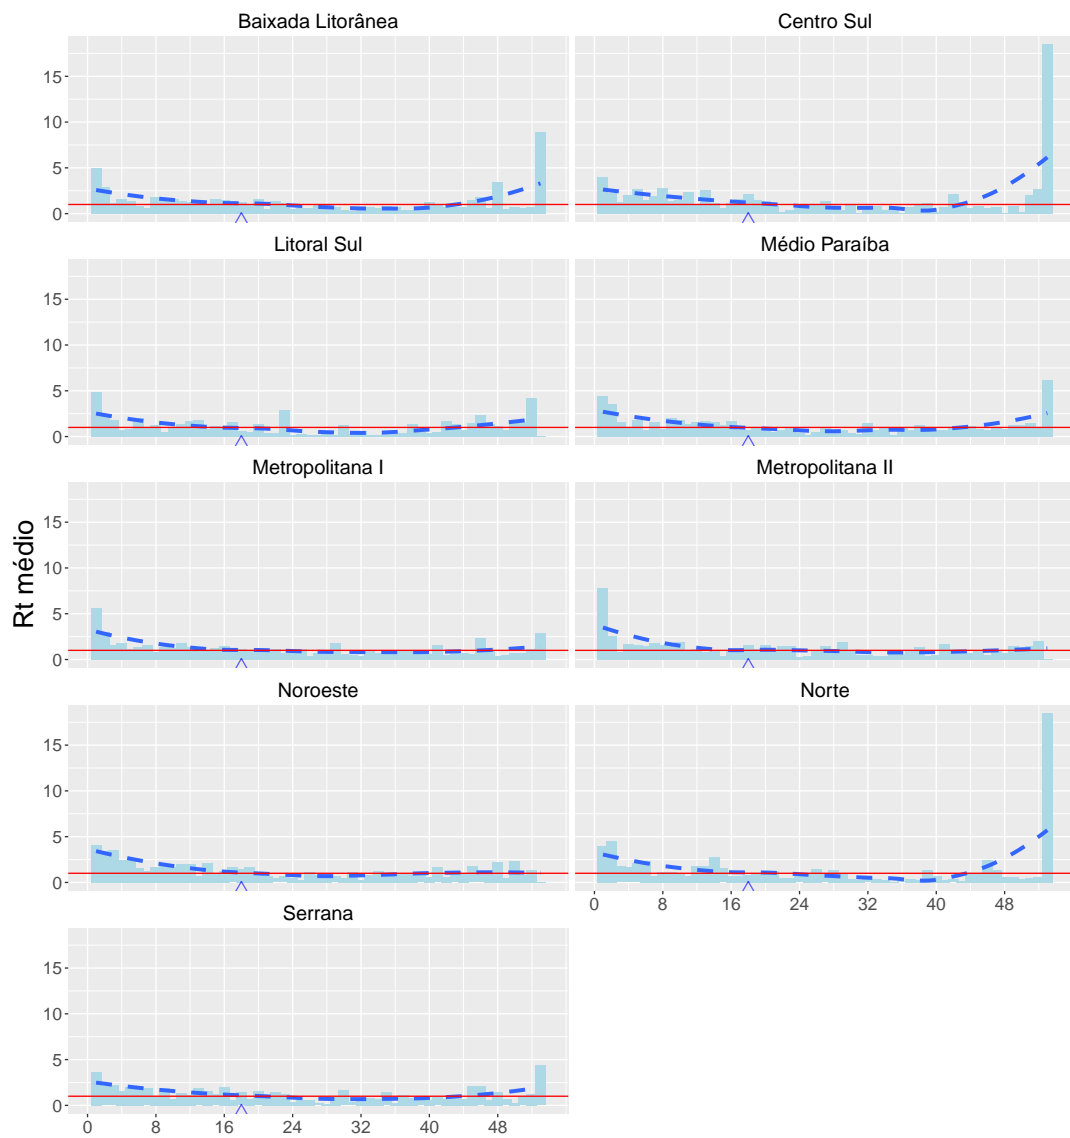 Baixada Litorânea Centro Sul
15
10
5
0
Litoral Sul Médio Paraíba
15
10
5
0
Metropolitana I Metropolitana II
15
10
5
0
Rt médio
Noroeste Norte
15
10
5
0
0 8 16 24 32 40 48
Serrana
15
10
5
0
0 8 16 24 32 40 48